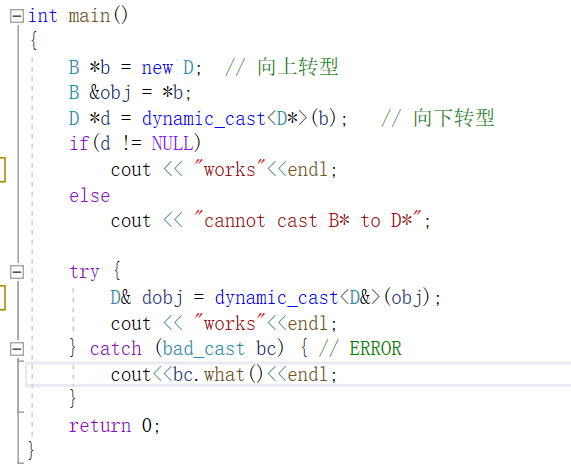 int main()
{
    B *b = new D;  // 向上转型
    B &obj = *b;
    D *d = dynamic_cast<D*>(b);   // 向下转型
    if(d != NULL)
        cout << "works"<<endl;
    else
        cout << "cannot cast B* to D*";

    try {
        D& dobj = dynamic_cast<D&>(obj);
        cout << "works"<<endl;
    } catch (bad_cast bc) { // ERROR
        cout<<bc.what()<<endl;
    }
    return 0;
}